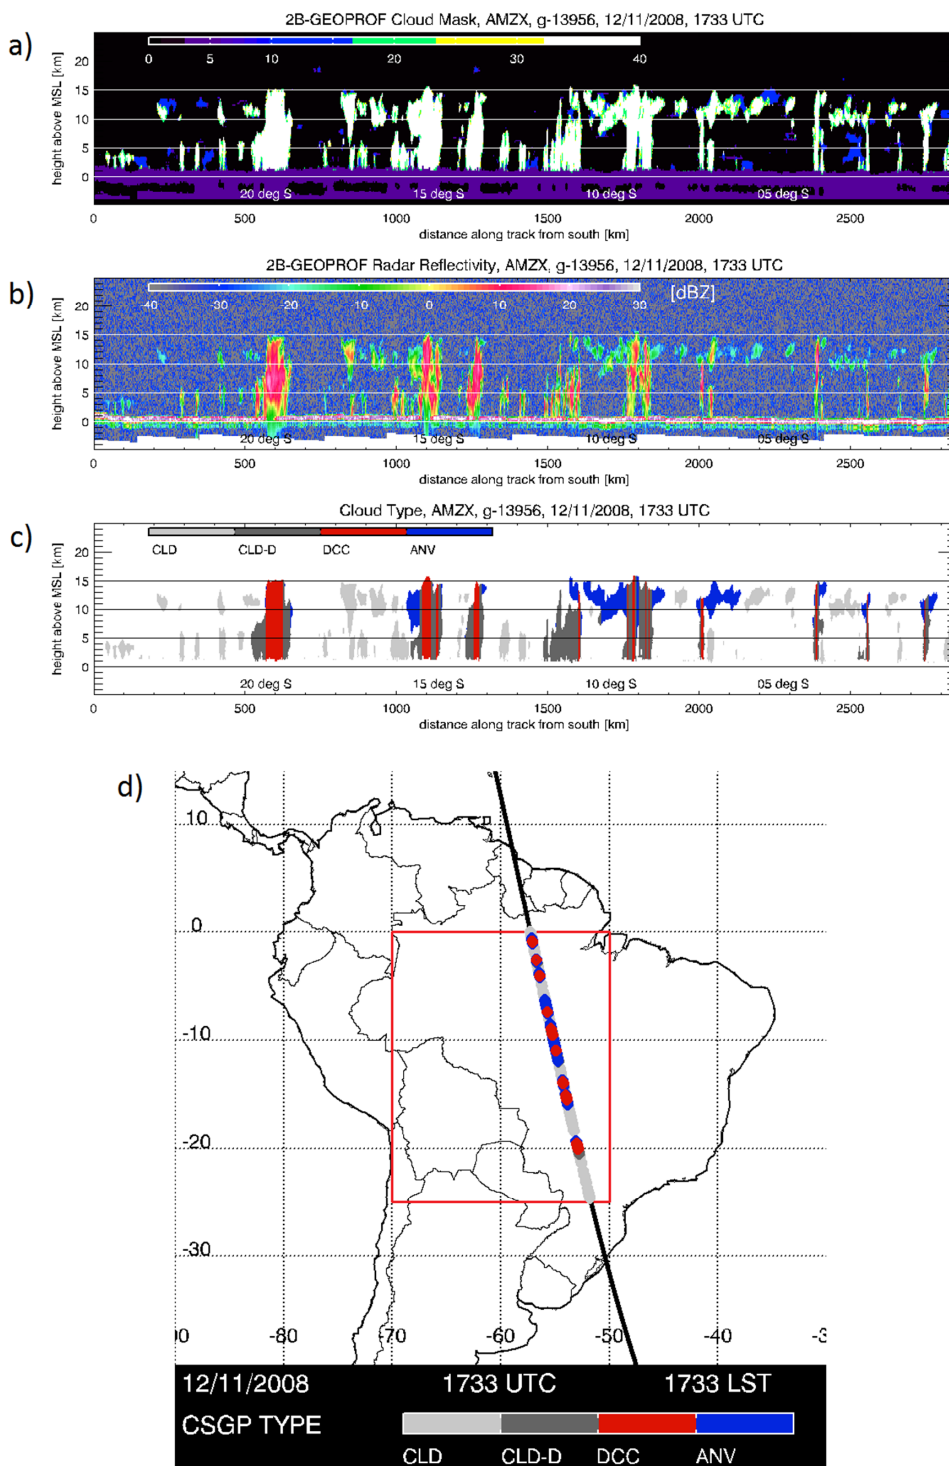 a)
2B-GEOPROF Cloud Mask, AMZX, g-13956, 12/11/2008, 1733 UTC
0 10 20 30 40
height above MSL [km]
20
15
10
5
0
20 deg S 15 deg S 10 deg S 05 deg S
0 500 1000 1500 2000 2500
distance along track from south [km]
b)
2B-GEOPROF Radar Reflectivity, AMZX, g-13956, 12/11/2008, 1733 UTC
-40 -30 -20 -10 0 10 20 30 [dBZ]
height above MSL [km]
20
15
10
5
0
20 deg S 15 deg S 10 deg S 05 deg S
0 500 1000 1500 2000 2500
distance along track from south [km]
c)
Cloud Type, AMZX, g-13956, 12/11/2008, 1733 UTC
CLD CLD-D DCC ANV
height above MSL [km]
20
15
10
5
0
20 deg S 15 deg S 10 deg S 05 deg S
0 500 1000 1500 2000 2500
distance along track from south [km]
d)
10
0
-10
-20
-30
-80 -70 -60 -50 -40
12/11/2008 1733 UTC 1733 LST
CSGP TYPE
CLD CLD-D DCC ANV